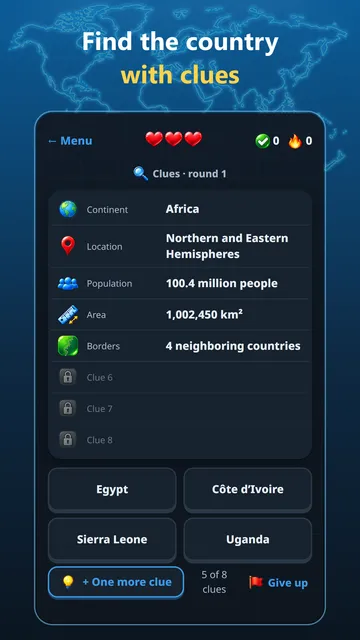 Find the country
with clues
← Menu
0
0
Clues · round 1
Continent
Africa
Location
Northern and Eastern
Hemispheres
Population
100.4 million people
Area
1,002,450 km²
Borders
4 neighboring countries
Clue 6
Clue 7
Clue 8
Egypt
Côte d’Ivoire
Sierra Leone
Uganda
+ One more clue
5 of 8
clues
Give up